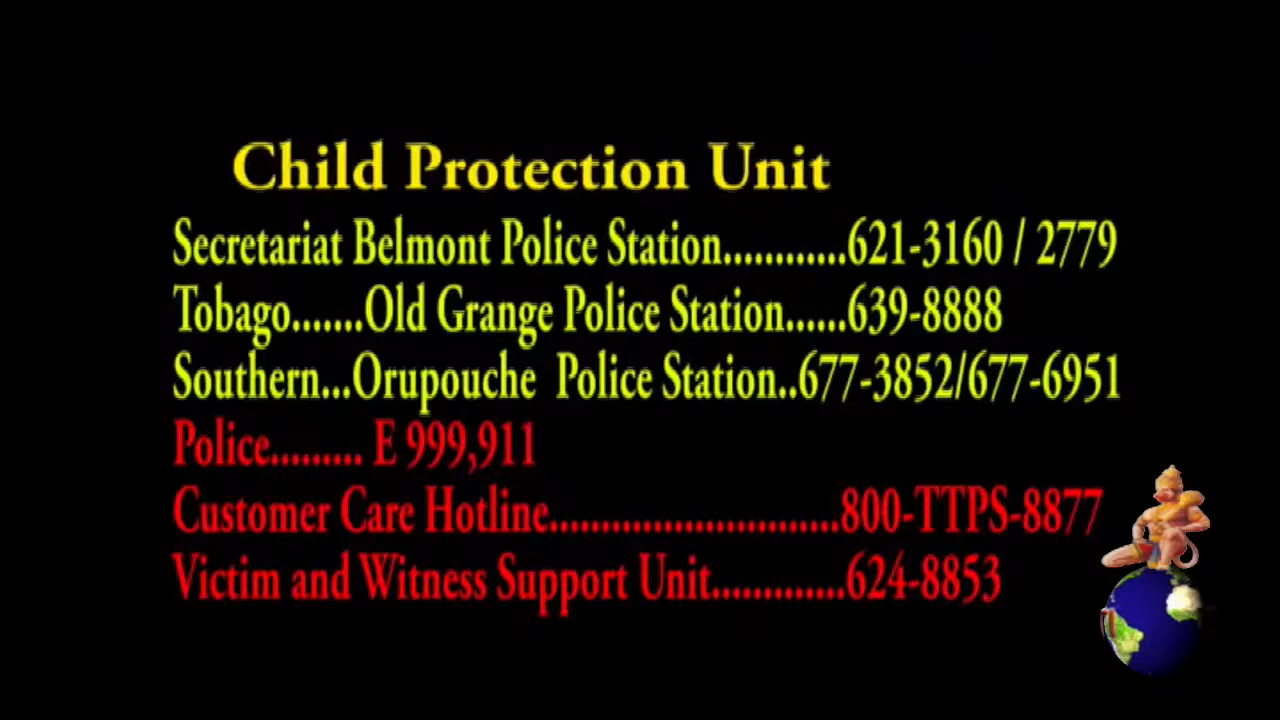 Child Protection Unit
Secretariat Belmont Police Station............621-3160 / 2779
Tobago.......Old Grange Police Station......639-8888
Southern...Orupouche Police Station..677-3852/677-6951
Police......... E 999,911
Customer Care Hotline............................800-TTPS-8877
Victim and Witness Support Unit.............624-8853